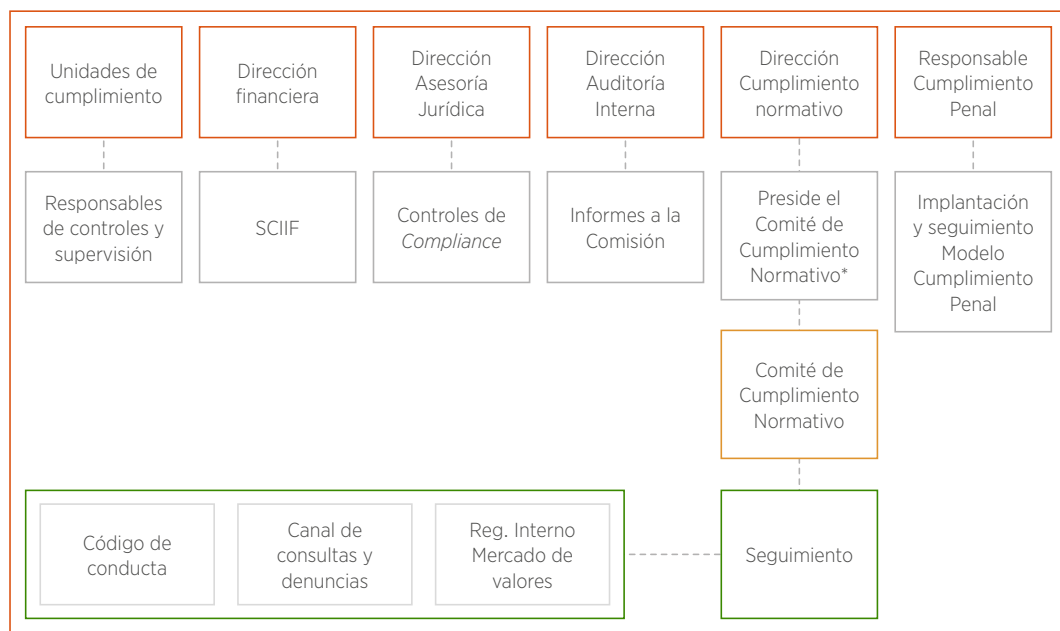 Unidades de
cumplimiento
Dirección
financiera
Dirección
Asesoría
Jurídica
Dirección
Auditoría
Interna
Dirección
Cumplimiento
normativo
Responsable
Cumplimiento
Penal
Responsables
de controles y
supervisión
SCIIF
Controles de
Compliance
Informes a la
Comisión
Preside el
Comité de
Cumplimiento
Normativo*
Implantación
y seguimiento
Modelo
Cumplimiento
Penal
Comité de
Cumplimiento
Normativo
Código de
conducta
Canal de
consultas y
denuncias
Reg. Interno
Mercado de
valores
Seguimiento